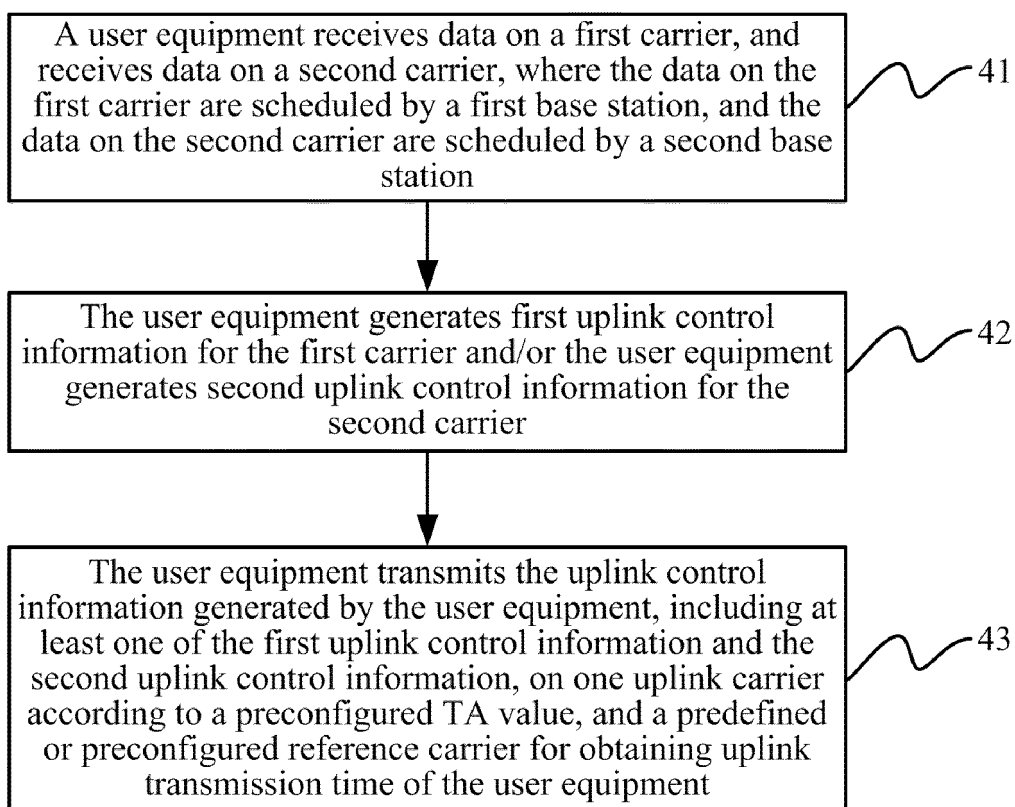 A user equipment receives data on a first carrier, and
receives data on a second carrier, where the data on the
first carrier are scheduled by a first base station, and the
data on the second carrier are scheduled by a second base
station
41
The user equipment generates first uplink control
information for the first carrier and/or the user equipment
generates second uplink control information for the
second carrier
42
The user equipment transmits the uplink control
information generated by the user equipment, including at
least one of the first uplink control information and the
second uplink control information, on one uplink carrier
according to a preconfigured TA value, and a predefined
or preconfigured reference carrier for obtaining uplink
transmission time of the user equipment
43